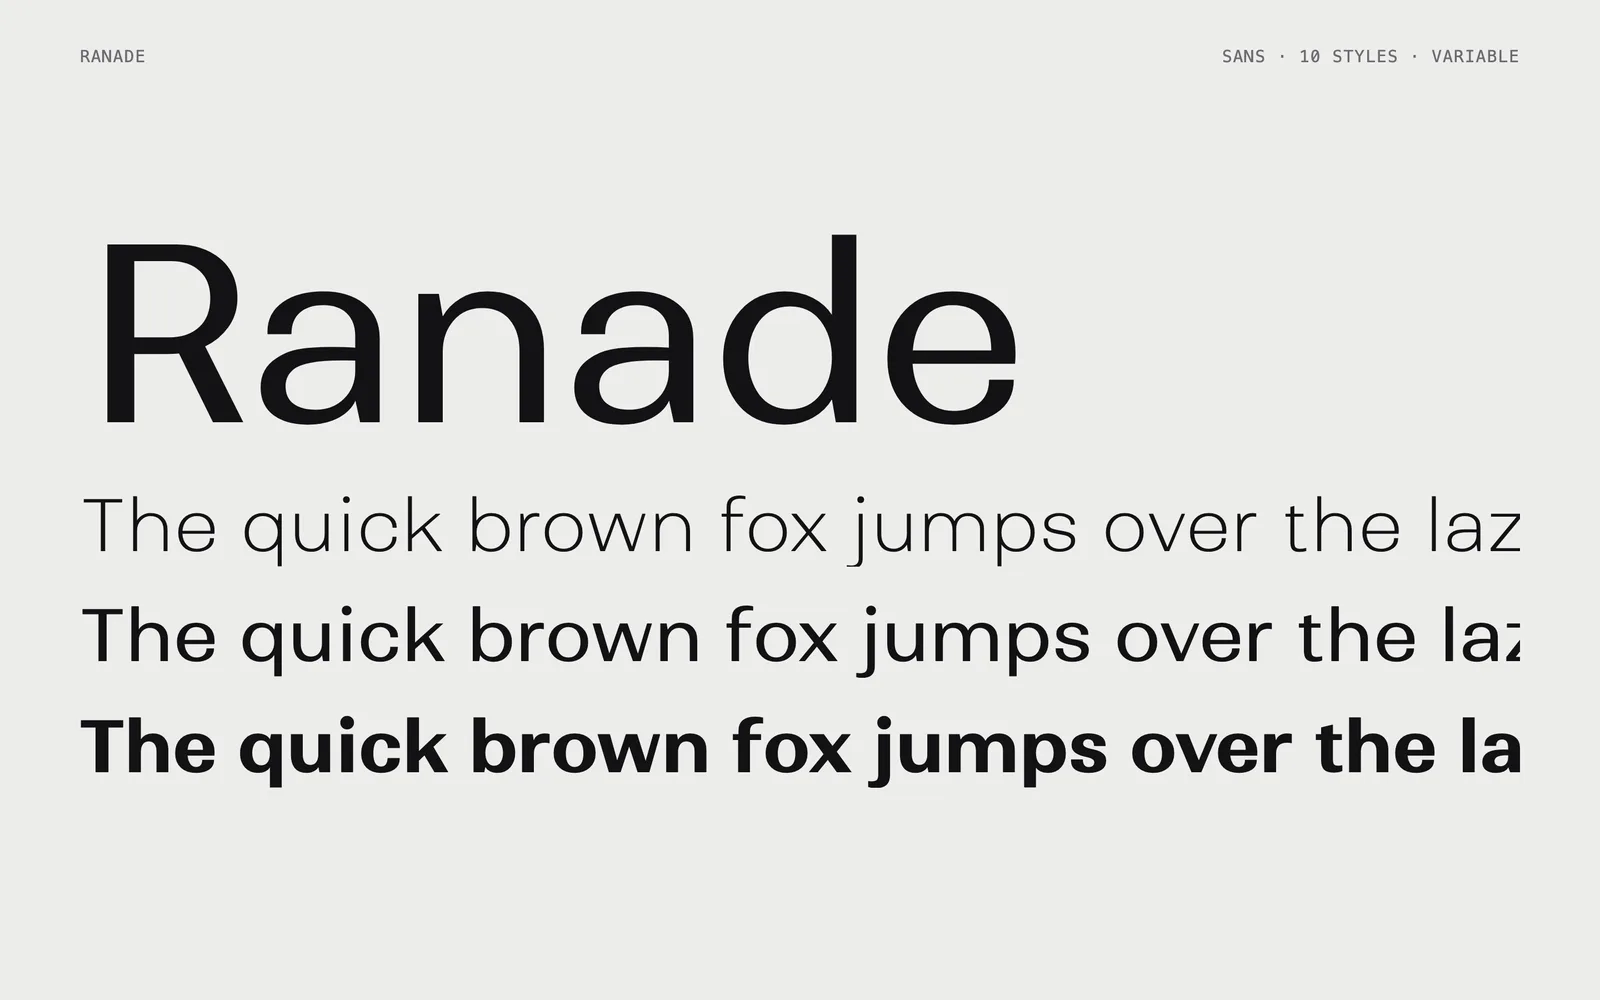 RANADE
SANS · 10 STYLES · VARIABLE
Ranade
The quick brown fox jumps over the laz
The quick brown fox jumps over the laz
The quick brown fox jumps over the la